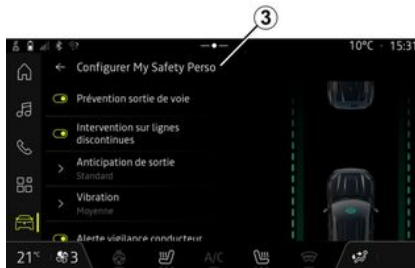 3
10°C · 15:31
← Configurer My Safety Perso
Prévention sortie de voie
Intervention sur lignes
discontinues
Anticipation de sortie
Standard
Vibration
Moyenne
Alerte vigilance conducteur
21°C
3
A/C